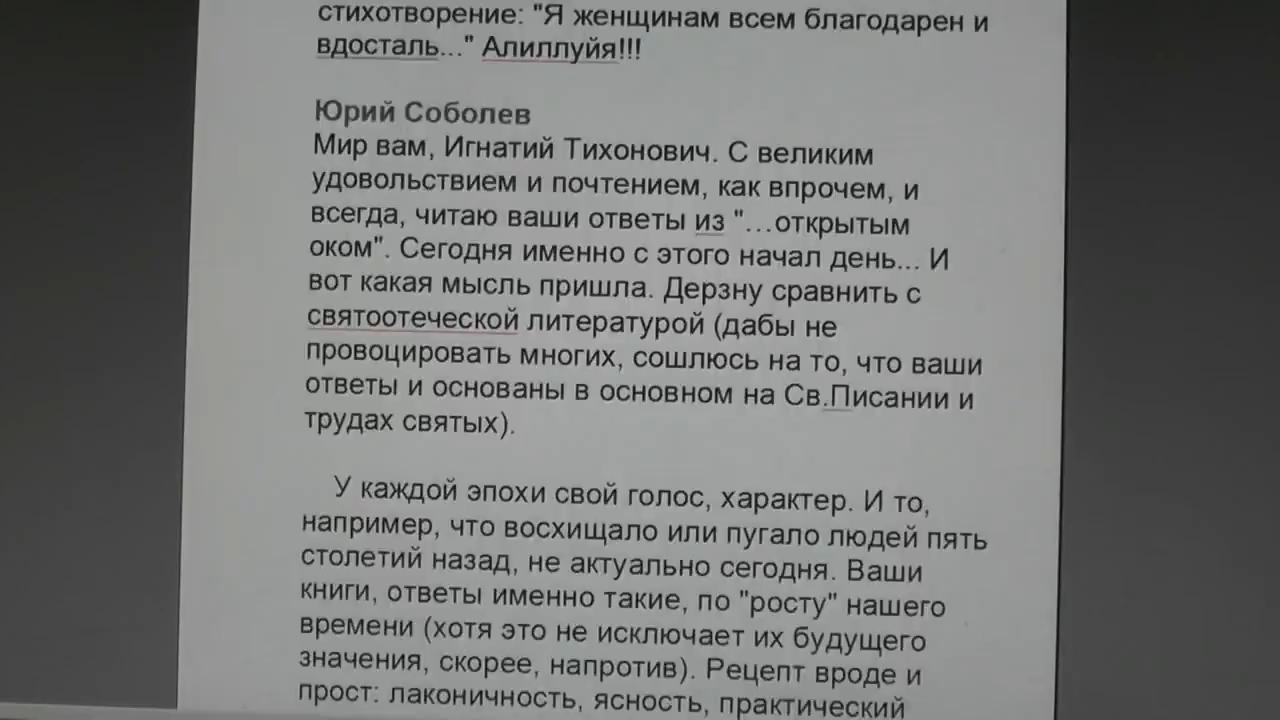 стихотворение: "Я женщинам всем благодарен и
вдосталь..." Алиллуйя!!!
Юрий Соболев
Мир вам, Игнатий Тихонович. С великим
удовольствием и почтением, как впрочем, и
всегда, читаю ваши ответы из "…открытым
оком". Сегодня именно с этого начал день... И
вот какая мысль пришла. Дерзну сравнить с
святоотеческой литературой (дабы не
провоцировать многих, сошлюсь на то, что ваши
ответы и основаны в основном на Св.Писании и
трудах святых).
У каждой эпохи свой голос, характер. И то,
например, что восхищало или пугало людей пять
столетий назад, не актуально сегодня. Ваши
книги, ответы именно такие, по "росту" нашего
времени (хотя это не исключает их будущего
значения, скорее, напротив). Рецепт вроде и
прост: лаконичность, ясность, практический